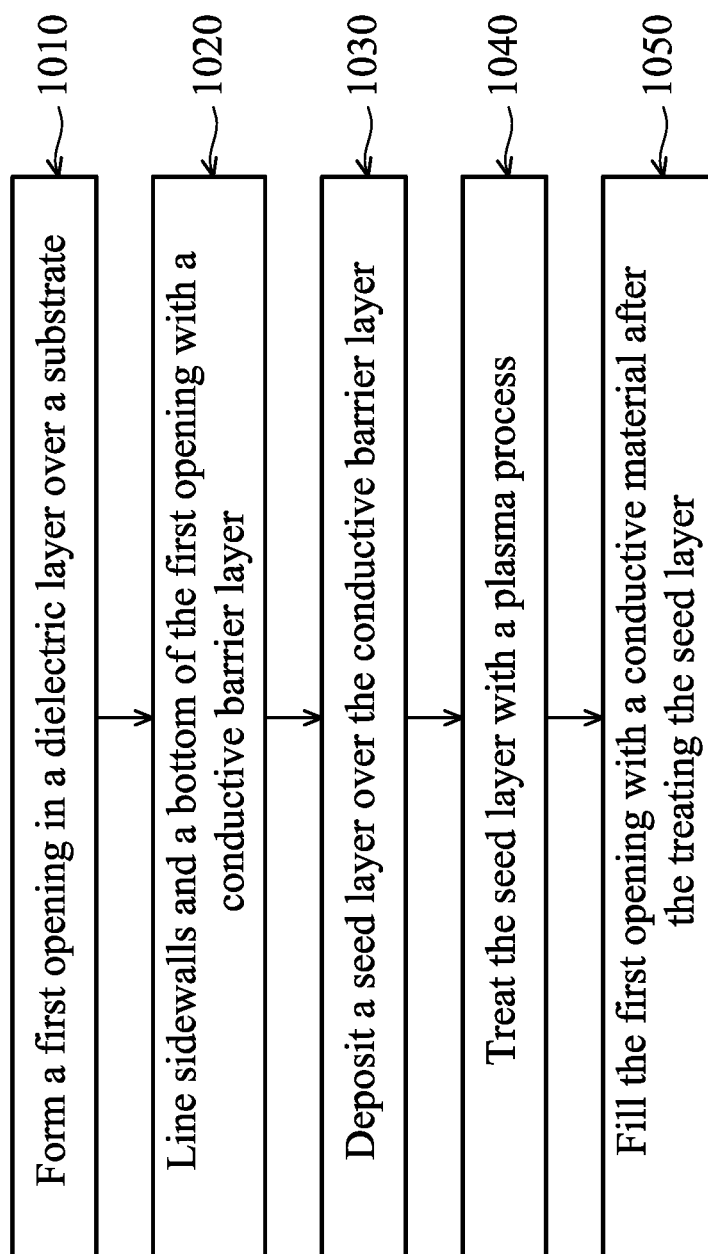 Form a first opening in a dielectric layer over a substrate
1010
Line sidewalls and a bottom of the first opening with a
conductive barrier layer
1020
Deposit a seed layer over the conductive barrier layer
1030
Treat the seed layer with a plasma process
1040
Fill the first opening with a conductive material after
the treating the seed layer
1050